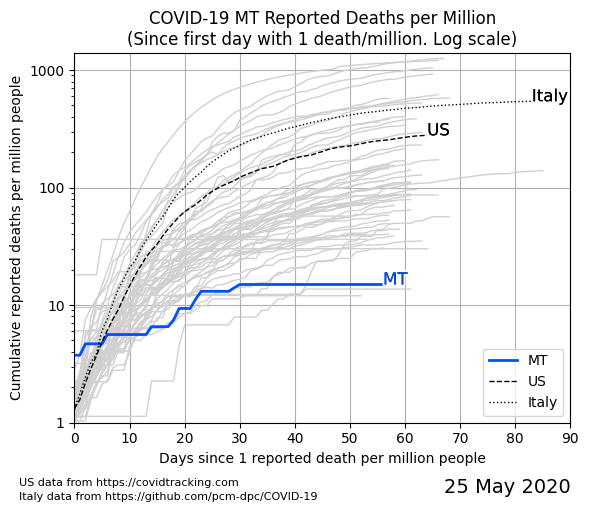 COVID-19 MT Reported Deaths per Million
(Since first day with 1 death/million. Log scale)
Cumulative reported deaths per million people
1000
100
10
1
Italy
US
MT
MT
US
Italy
0 10 20 30 40 50 60 70 80 90
Days since 1 reported death per million people
US data from https://covidtracking.com
Italy data from https://github.com/pcm-dpc/COVID-19
25 May 2020